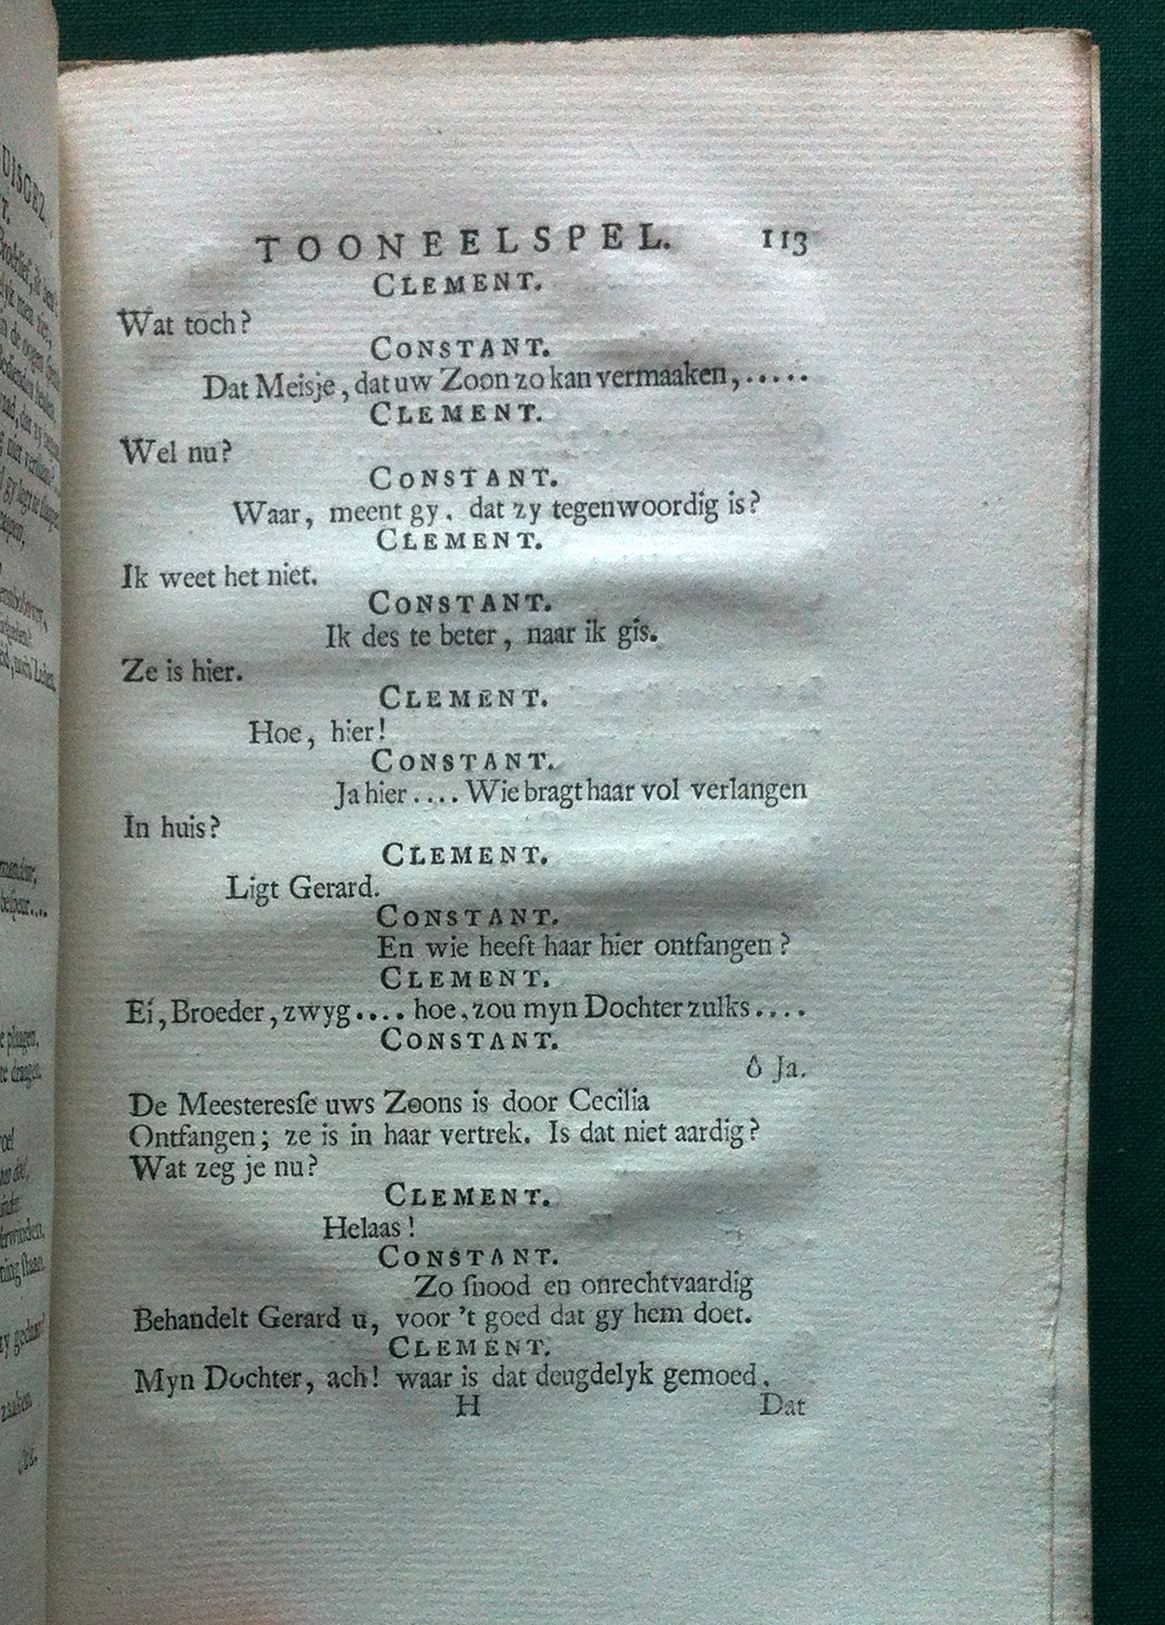 TOONEELSPEL. 113
CLEMENT.
Wat toch?
CONSTANT.
Dat Meisje, dat uw Zoon zo kan vermaaken, .....
CLEMENT.
Wel nu?
CONSTANT.
Waar, meent gy, dat zy tegenwoordig is?
CLEMENT.
Ik weet het niet.
CONSTANT.
Ik des te beter, naar ik gis.
Ze is hier.
CLEMENT.
Hoe, hier!
CONSTANT.
Ja hier .... Wie bragt haar vol verlangen
In huis?
CLEMENT.
Ligt Gerard.
CONSTANT.
En wie heeft haar hier ontfangen?
CLEMENT.
Ei, Broeder, zwyg .... hoe, zou myn Dochter zulks ....
CONSTANT.
ô Ja.
De Meesteresse uws Zoons is door Cecilia
Ontfangen; ze is in haar vertrek. Is dat niet aardig?
Wat zeg je nu?
CLEMENT.
Helaas!
CONSTANT.
Zo snood en onrechtvaardig
Behandelt Gerard u, voor 't goed dat gy hem doet.
CLEMENT.
Myn Dochter, ach! waar is dat deugdelyk gemoed,
H Dat